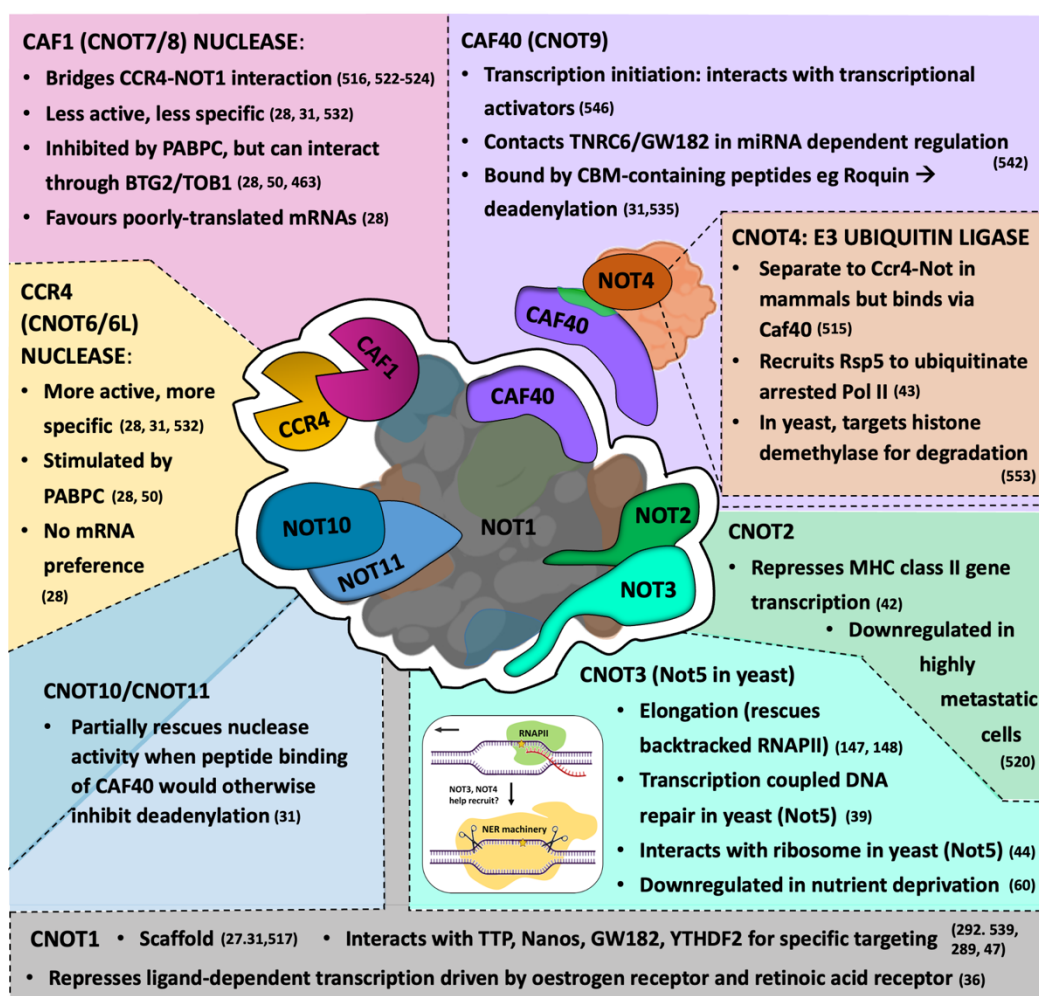 CAF1 (CNOT7/8) NUCLEASE:
• Bridges CCR4-NOT1 interaction (516, 522-524)
• Less active, less specific (28, 31, 532)
• Inhibited by PABPC, but can interact
through BTG2/TOB1 (28, 50, 463)
• Favours poorly-translated mRNAs (28)
CAF40 (CNOT9)
• Transcription initiation: interacts with transcriptional
activators (546)
• Contacts TNRC6/GW182 in miRNA dependent regulation
(542)
• Bound by CBM-containing peptides eg Roquin →
deadenylation (31,535)
CNOT4: E3 UBIQUITIN LIGASE
• Separate to Ccr4-Not in
mammals but binds via
Caf40 (515)
• Recruits Rsp5 to ubiquitinate
arrested Pol II (43)
• In yeast, targets histone
demethylase for degradation
(553)
CCR4
(CNOT6/6L)
NUCLEASE:
• More active, more
specific (28, 31, 532)
• Stimulated by
PABPC (28, 50)
• No mRNA
preference
(28)
NOT4
CAF40
CAF1
CCR4
CAF40
NOT10
NOT11
NOT1
NOT2
NOT3
CNOT2
• Represses MHC class II gene
transcription (42)
• Downregulated in
highly
metastatic
cells
(520)
CNOT10/CNOT11
• Partially rescues nuclease
activity when peptide binding
of CAF40 would otherwise
inhibit deadenylation (31)
CNOT3 (Not5 in yeast)
• Elongation (rescues
backtracked RNAPII) (147, 148)
• Transcription coupled DNA
repair in yeast (Not5) (39)
• Interacts with ribosome in yeast (Not5) (44)
• Downregulated in nutrient deprivation (60)
RNAPII
NOT3, NOT4
help recruit?
NER machinery
CNOT1 • Scaffold (27.31,517) • Interacts with TTP, Nanos, GW182, YTHDF2 for specific targeting (292. 539,
289, 47)
• Represses ligand-dependent transcription driven by oestrogen receptor and retinoic acid receptor (36)